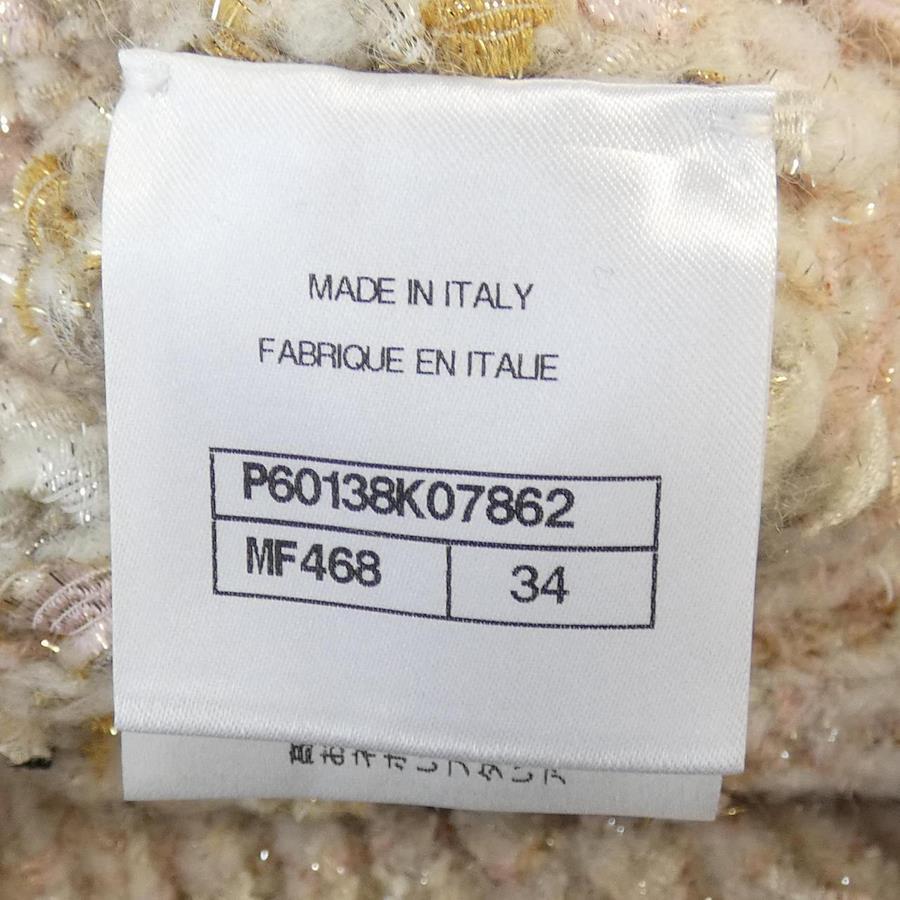 MADE IN ITALY
FABRIQUE EN ITALIE
P60138K07862
MF468 34